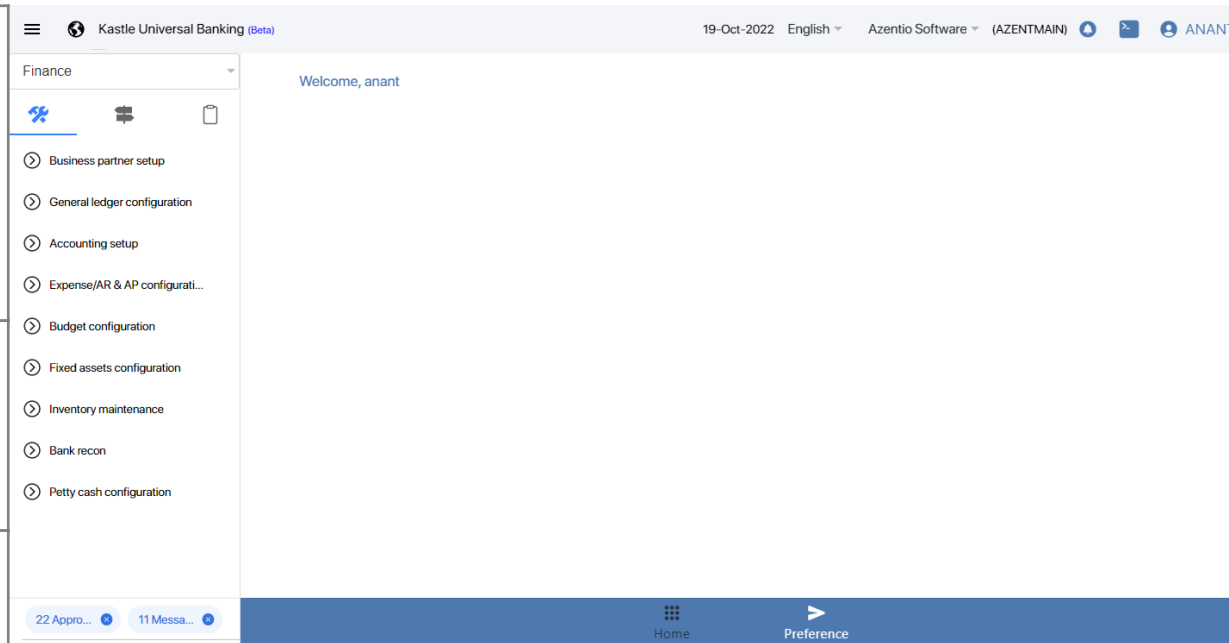 Kastle Universal Banking (Beta) 19-Oct-2022 English Azentio Software (AZENTMAIN) ANANT
Finance
Welcome, anant
Business partner setup
General ledger configuration
Accounting setup
Expense/AR & AP configurati...
Budget configuration
Fixed assets configuration
Inventory maintenance
Bank recon
Petty cash configuration
22 Appro... 11 Messa...
Home Preference